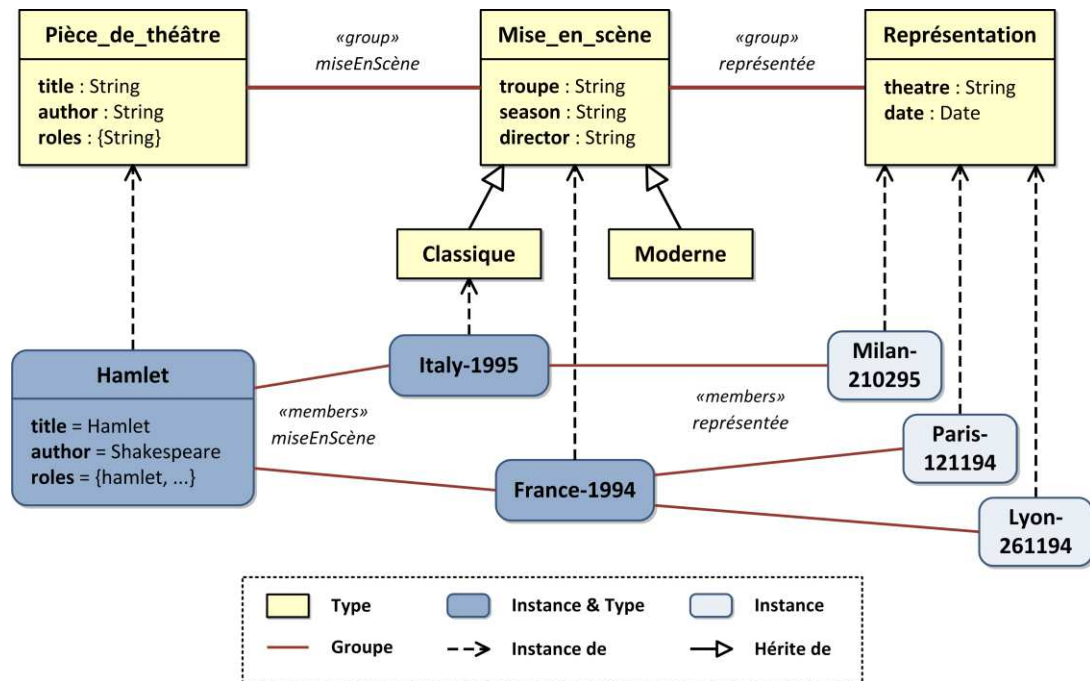 Pièce_de_théâtre
title : String
author : String
roles : {String}
«group»
miseEnScène
Mise_en_scène
troupe : String
season : String
director : String
«group»
représentée
Représentation
theatre : String
date : Date
Classique
Moderne
Hamlet
title = Hamlet
author = Shakespeare
roles = {hamlet, ...}
Italy-1995
«members»
miseEnScène
France-1994
«members»
représentée
Milan-
210295
Paris-
121194
Lyon-
261194
Type
Instance & Type
Instance
Groupe
Instance de
Hérite de